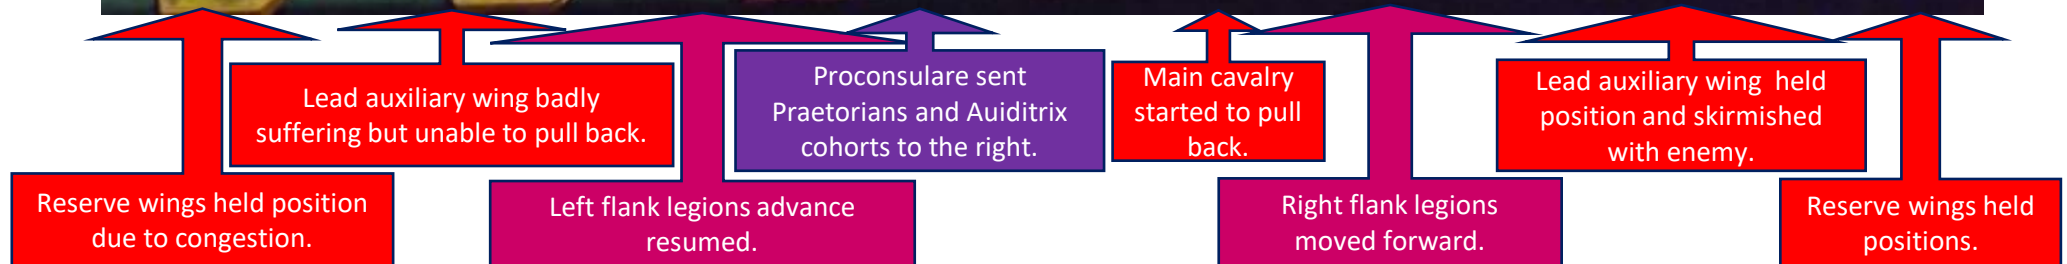 Reserve wings held position
due to congestion.
Lead auxiliary wing badly
suffering but unable to pull back.
Left flank legions advance
resumed.
Proconsulare sent
Praetorians and Auiditrix
cohorts to the right.
Main cavalry
started to pull
back.
Right flank legions
moved forward.
Lead auxiliary wing  held
position and skirmished
with enemy.
Reserve wings held
positions.